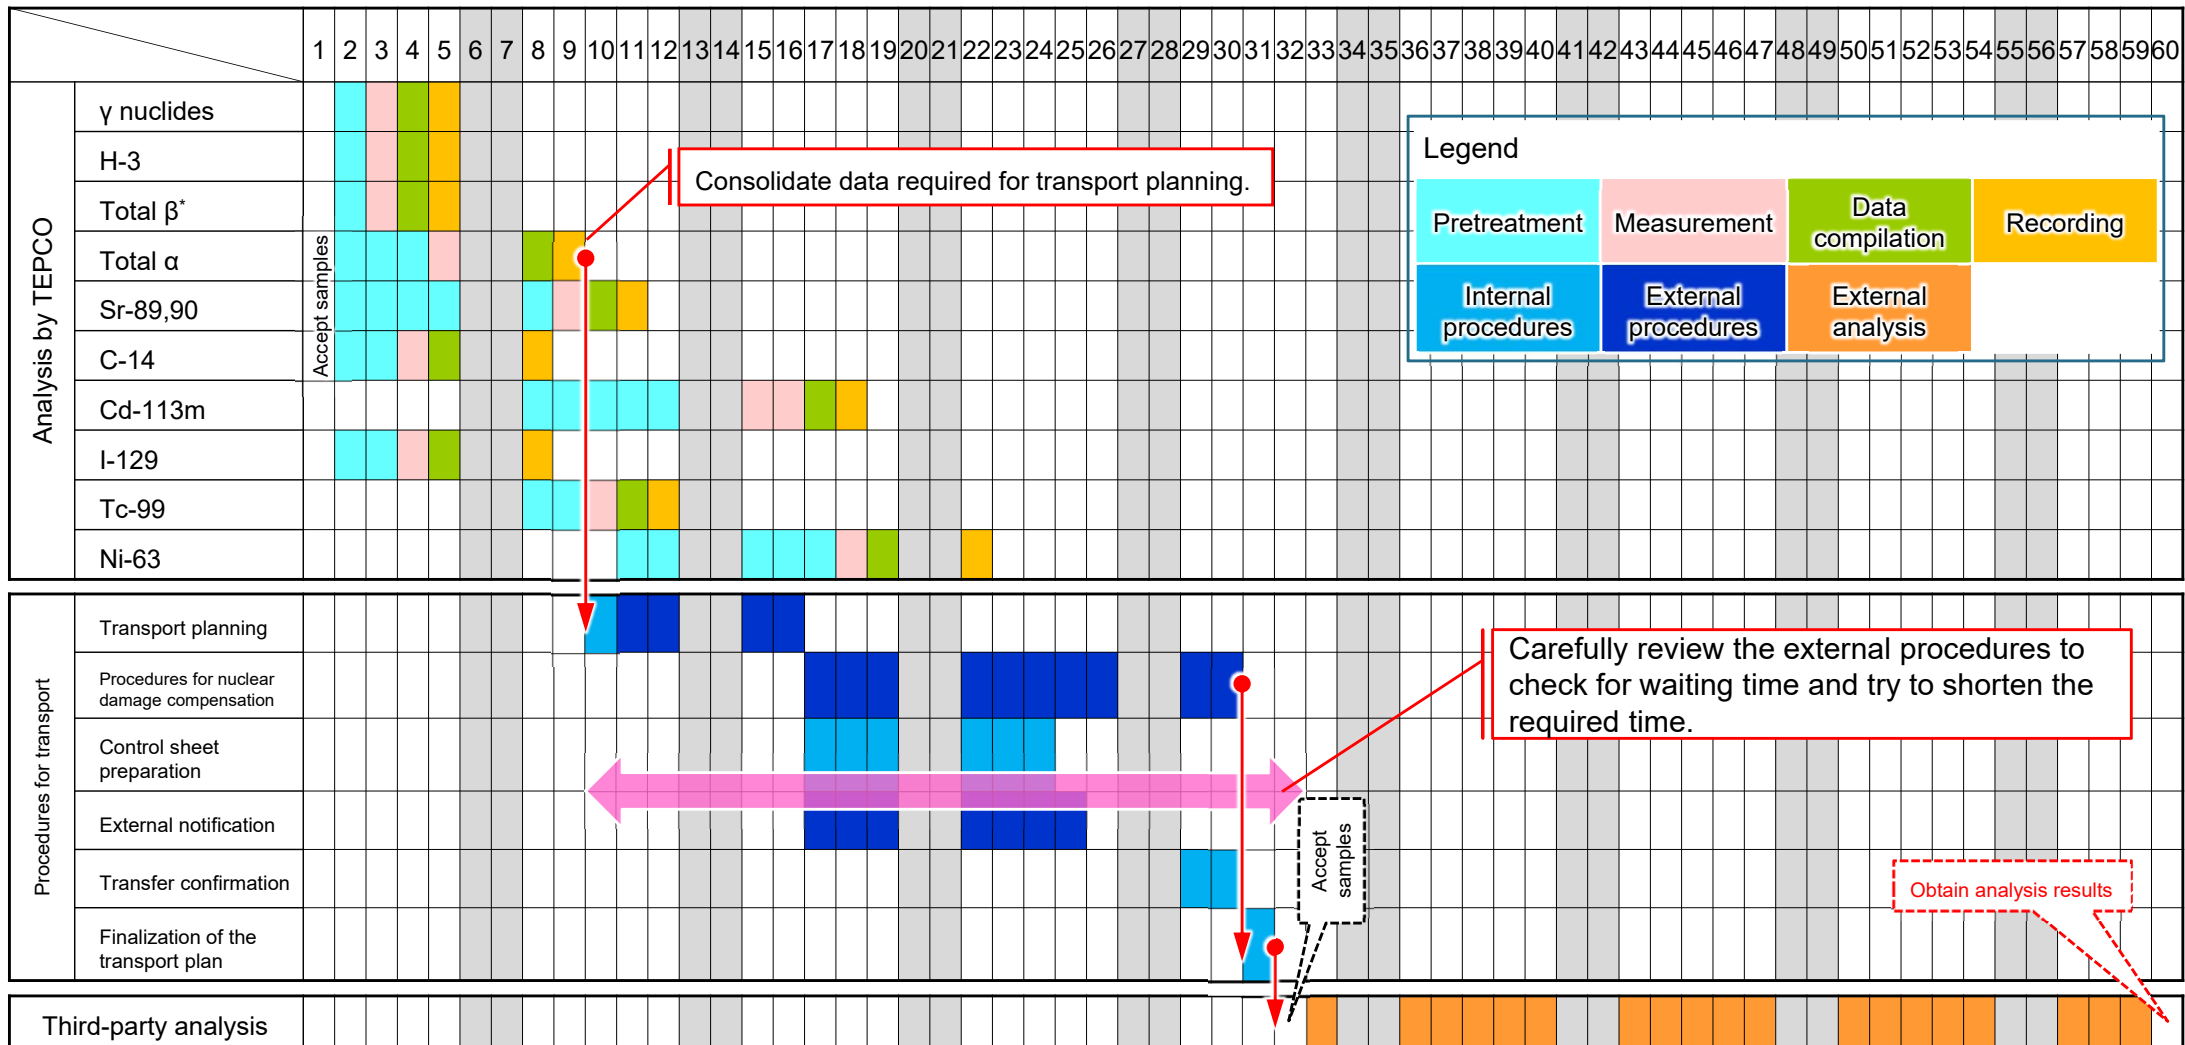 1 2 3 4 5 6 7 8 9 10 11 12 13 14 15 16 17 18 19 20 21 22 23 24 25 26 27 28 29 30 31 32 33 34 35 36 37 38 39 40 41 42 43 44 45 46 47 48 49 50 51 52 53 54 55 56 57 58 59 60
Analysis by TEPCO
γ nuclides
H-3
Total β*
Total α
Sr-89,90
C-14
Cd-113m
I-129
Tc-99
Ni-63
Accept samples
Consolidate data required for transport planning.
Legend
Pretreatment
Measurement
Data
compilation
Recording
Internal
procedures
External
procedures
External
analysis
Procedures for transport
Transport planning
Procedures for nuclear
damage compensation
Control sheet
preparation
External notification
Transfer confirmation
Finalization of the
transport plan
Carefully review the external procedures to
check for waiting time and try to shorten the
required time.
Accept
samples
Obtain analysis results
Third-party analysis